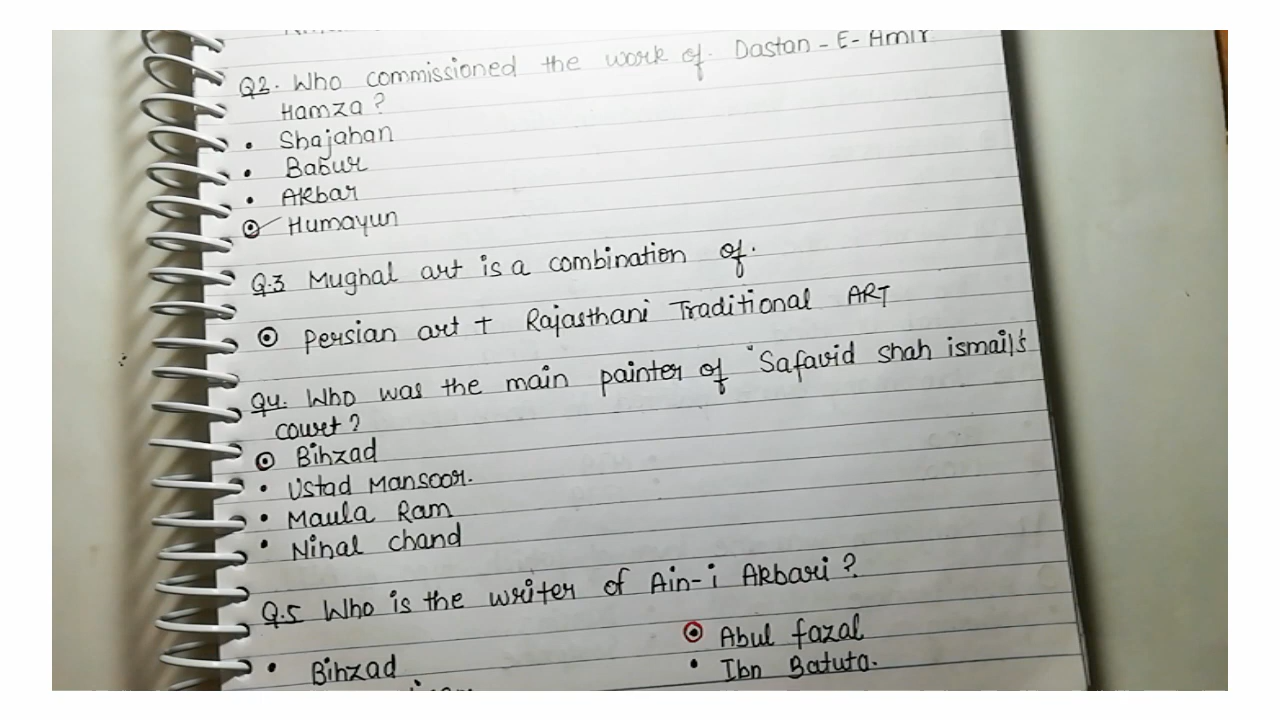 Q2. Who commissioned the work of. Dastan - E - Amir
Hamza?
• Shajahan
• Babur
• Akbar
Humayun
Q.3 Mughal art is a combination of.
Persian art + Rajasthani Traditional ART
Q4. Who was the main painter of "Safavid shah ismail's
court?
Bihzad
• Ustad Mansoor.
• Maula Ram
• Nihal chand
Q.5 Who is the writer of Ain-i Akbari?
Abul fazal
• Bihzad
• Ibn Batuta.